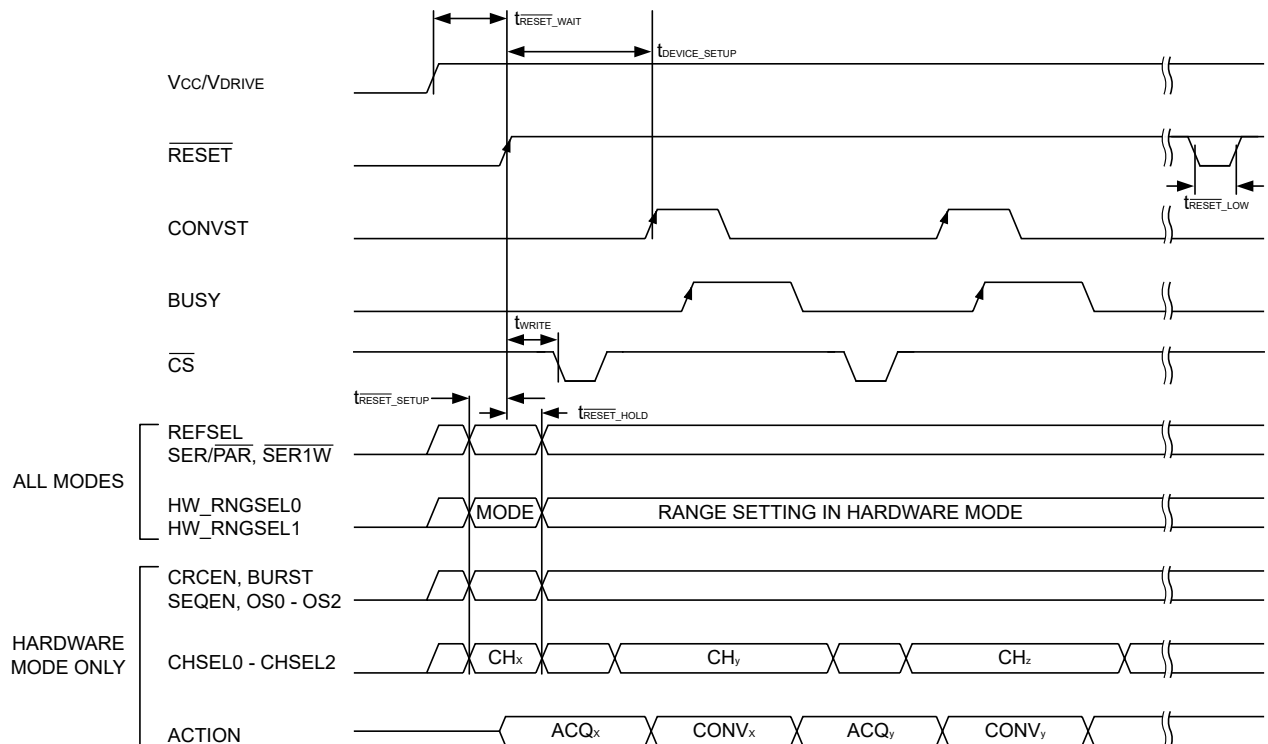 tRESET_WAIT
tDEVICE_SETUP
VCC/VDRIVE
RESET
tRESET_LOW
CONVST
BUSY
tWRITE
CS
tRESET_SETUP
tRESET_HOLD
ALL MODES
REFSEL
SER/PAR, SER1W
HW_RNGSEL0
HW_RNGSEL1
MODE
RANGE SETTING IN HARDWARE MODE
HARDWARE
MODE ONLY
CRCEN, BURST
SEQEN, OS0 - OS2
CHSEL0 - CHSEL2
CHx
CHy
CHz
ACTION
ACQx
CONVx
ACQy
CONVy